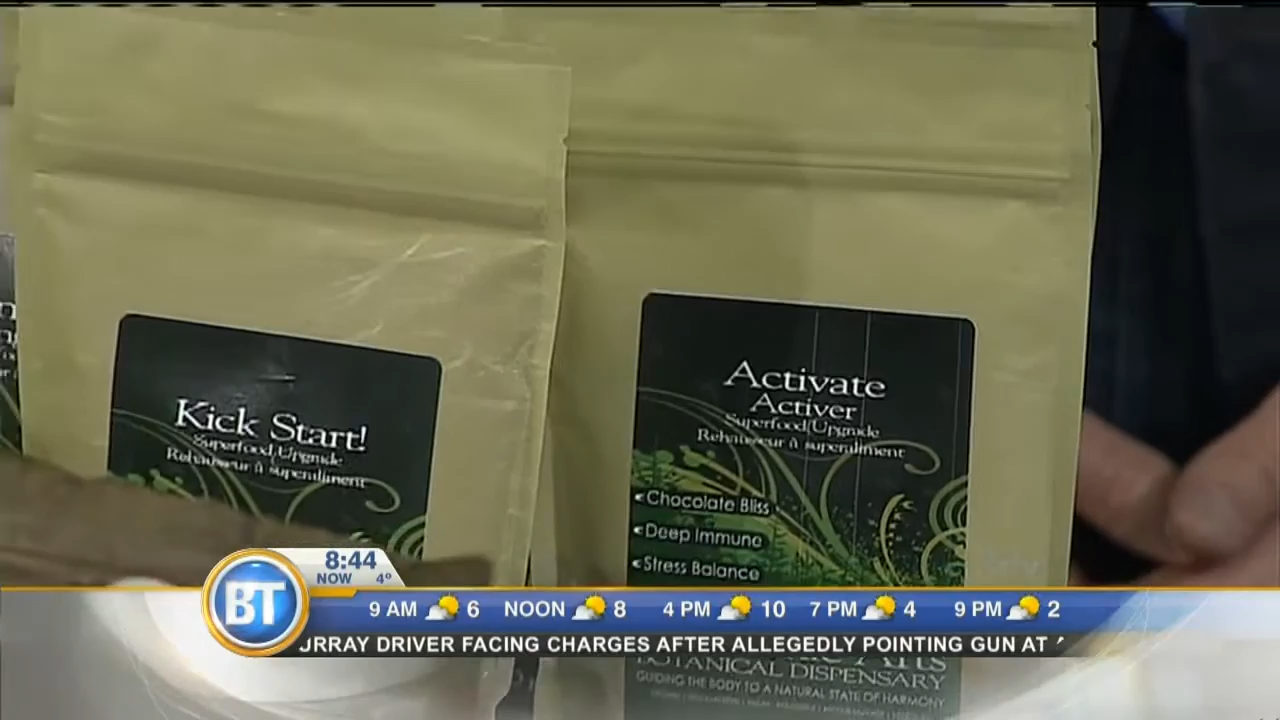 Kick Start!
Superfood Upgrade
Rehausseur à superaliment
Activate
Activer
Superfood Upgrade
Rehausseur à superaliment
Chocolate Bliss
Deep Immune
Stress Balance
8:44
NOW 4°
BT
9 AM 6 NOON 8 4 PM 10 7 PM 4 9 PM 2
URRAY DRIVER FACING CHARGES AFTER ALLEGEDLY POINTING GUN AT
Arts
BOTANICAL DISPENSARY
GUIDING THE BODY TO A NATURAL STATE OF HARMONY